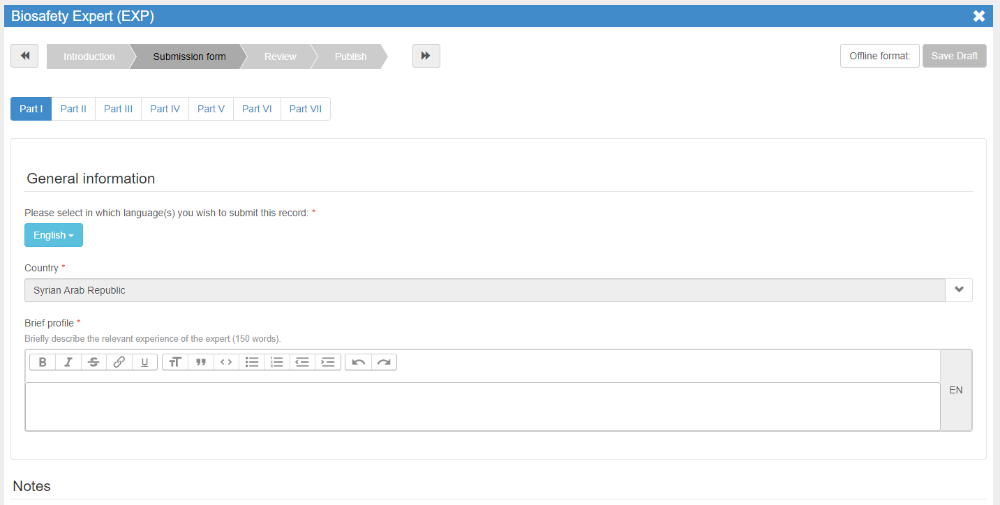 Biosafety Expert (EXP)
Introduction Submission form Review Publish Offline format: Save Draft
Part I Part II Part III Part IV Part V Part VI Part VII
General information
Please select in which language(s) you wish to submit this record: *
English
Country *
Syrian Arab Republic
Brief profile *
Briefly describe the relevant experience of the expert (150 words).
B I S U
EN
Notes